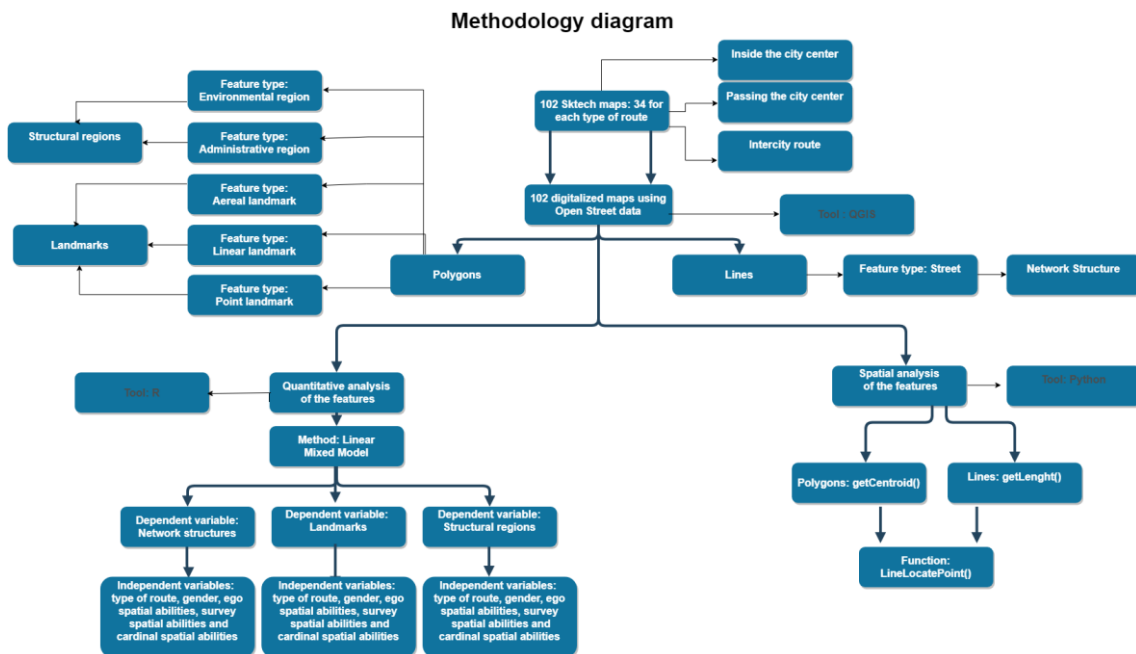 Methodology diagram
Inside the city center
102 Sktech maps: 34 for
each type of route
Passing the city center
Intercity route
Feature type:
Environmental region
Structural regions
Feature type:
Administrative region
Feature type:
Aereal landmark
Landmarks
Feature type:
Linear landmark
Feature type:
Point landmark
102 digitalized maps using
Open Street data
Tool : QGIS
Polygons
Lines
Feature type: Street
Network Structure
Tool: R
Quantitative analysis
of the features
Spatial analysis
of the features
Tool: Python
Method: Linear
Mixed Model
Polygons: getCentroid()
Lines: getLenght()
Dependent variable:
Network structures
Dependent variable:
Landmarks
Dependent variable:
Structural regions
Function:
LineLocatePoint()
Independent variables:
type of route, gender, ego
spatial abilities, survey
spatial abilities and
cardinal spatial abilities
Independent variables:
type of route, gender, ego
spatial abilities, survey
spatial abilities and
cardinal spatial abilities
Independent variables:
type of route, gender, ego
spatial abilities, survey
spatial abilities and
cardinal spatial abilities